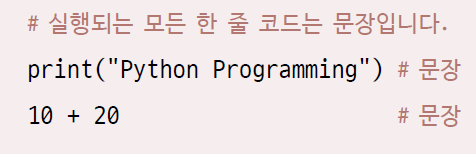 # 실행되는 모든 한 줄 코드는 문장입니다.
print("Python Programming") # 문장
10 + 20 # 문장